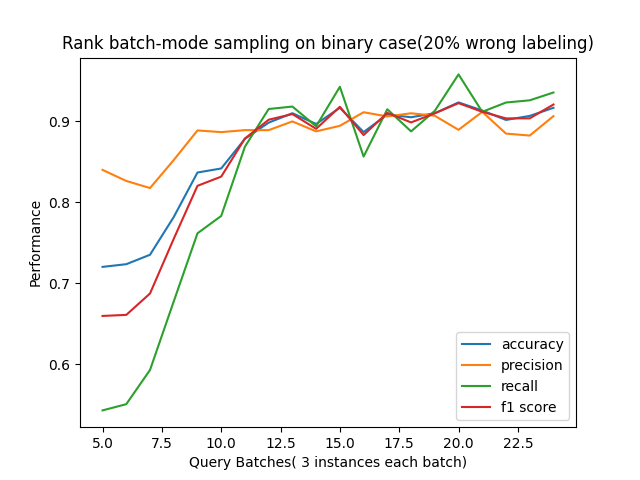 Rank batch-mode sampling on binary case(20% wrong labeling)
Performance
0.9
0.8
0.7
0.6
accuracy
precision
recall
f1 score
5.0 7.5 10.0 12.5 15.0 17.5 20.0 22.5
Query Batches( 3 instances each batch)